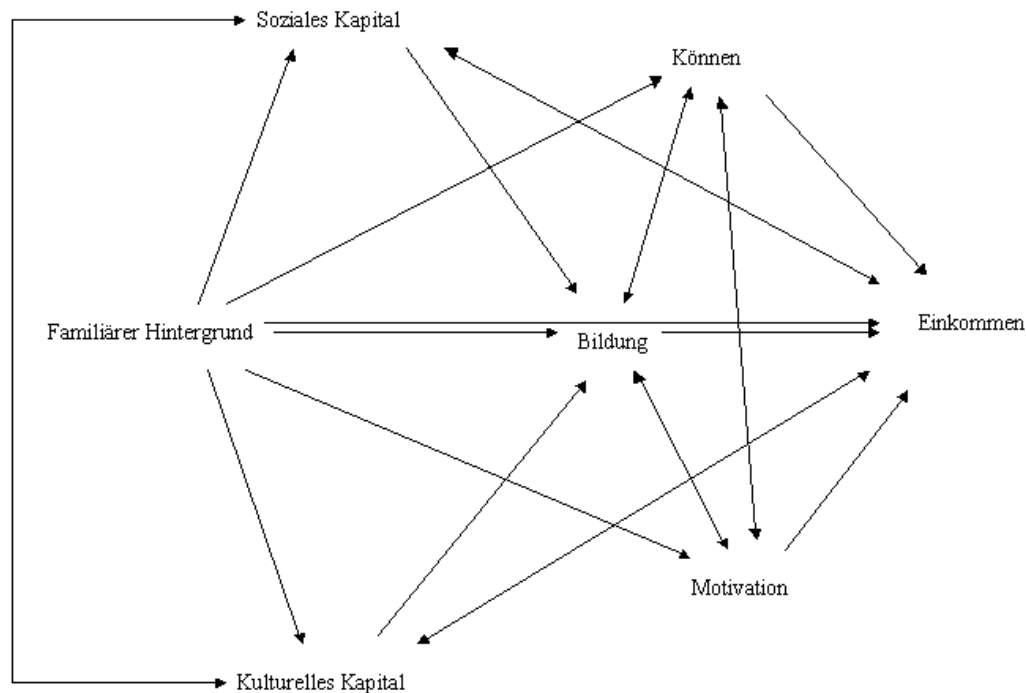 Soziales Kapital
Können
Familiärer Hintergrund
Bildung
Einkommen
Motivation
Kulturelles Kapital